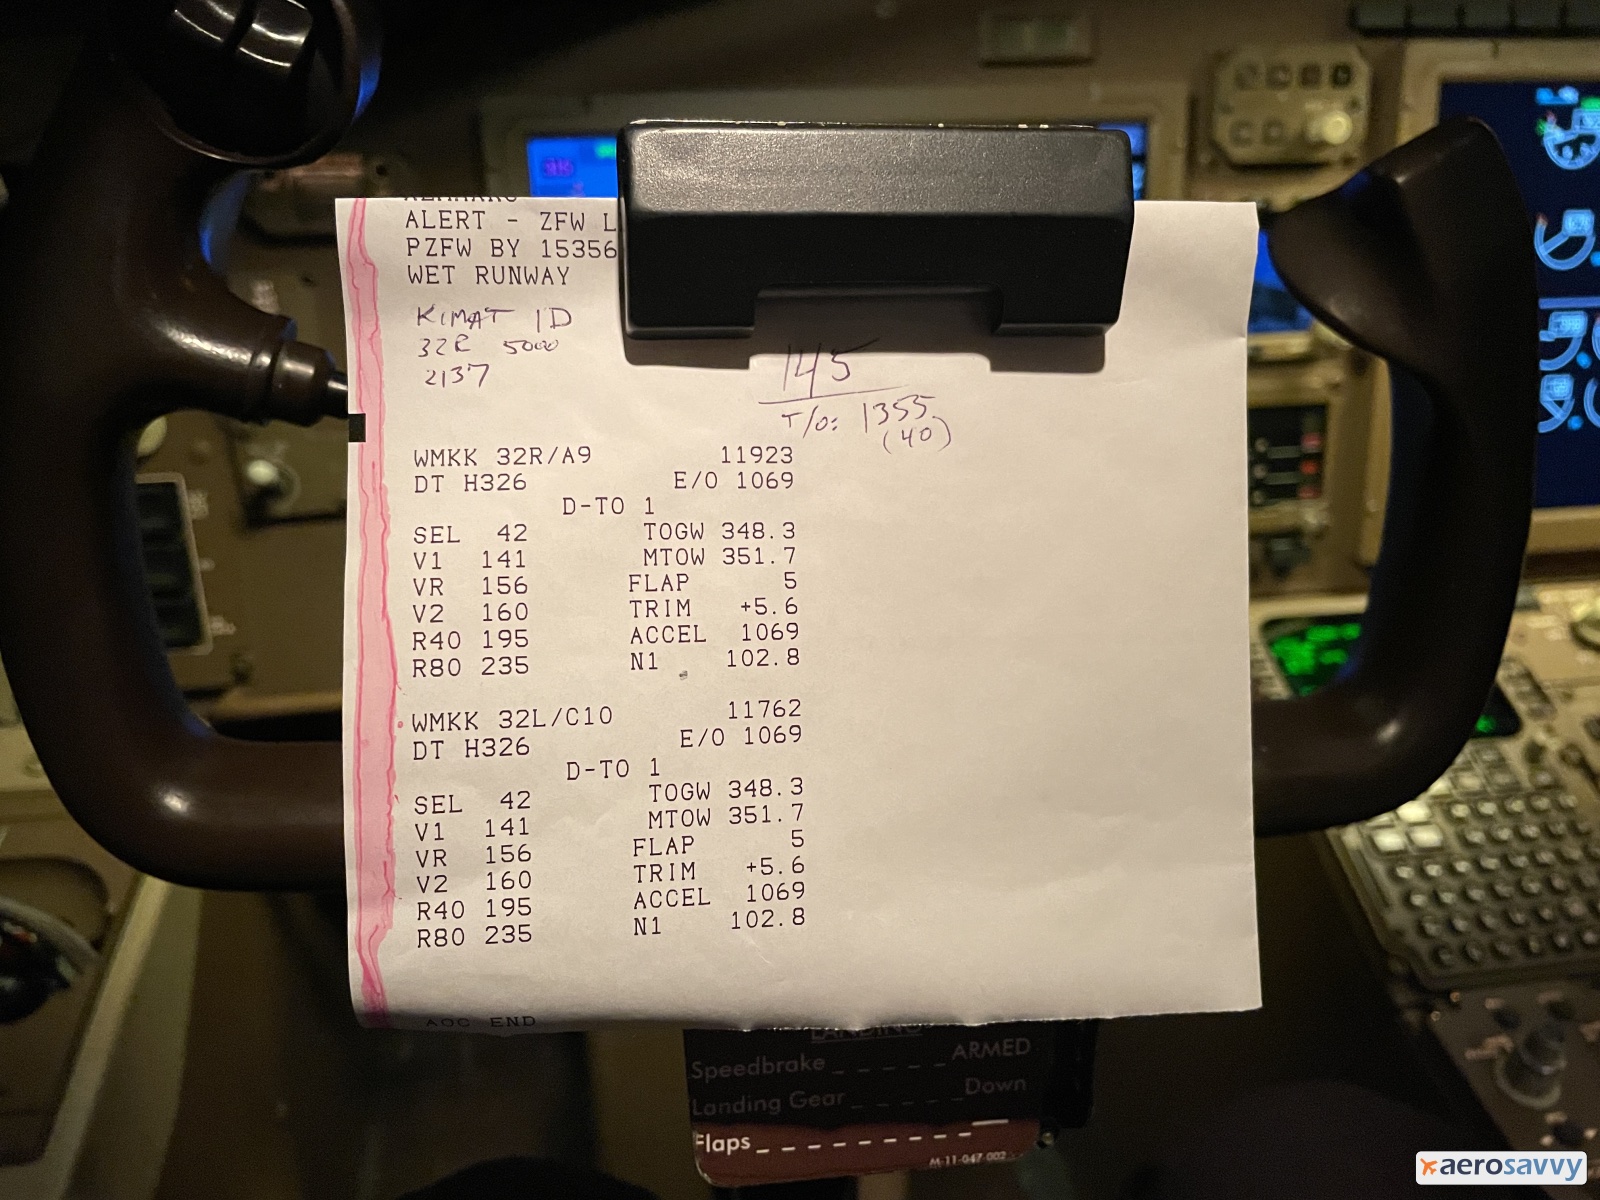 ALERT - ZFW L
PZFW BY 15356
WET RUNWAY
KIMAT 1D
32R 5000
2137
145
T/O: 1355
(40)
WMKK 32R/A9 11923
DT H326 E/O 1069
D-TO 1
SEL 42 TOGW 348.3
V1 141 MTOW 351.7
VR 156 FLAP 5
V2 160 TRIM +5.6
R40 195 ACCEL 1069
R80 235 N1 102.8
WMKK 32L/C10 11762
DT H326 E/O 1069
D-TO 1
SEL 42 TOGW 348.3
V1 141 MTOW 351.7
VR 156 FLAP 5
V2 160 TRIM +5.6
R40 195 ACCEL 1069
R80 235 N1 102.8
AOC END
LANDING
Speedbrake _ _ _ _ _ ARMED
Landing Gear _ _ _ _ _ Down
Flaps _ _ _ _ _ _ _ _ _
M-11-047-002
aerosavvy